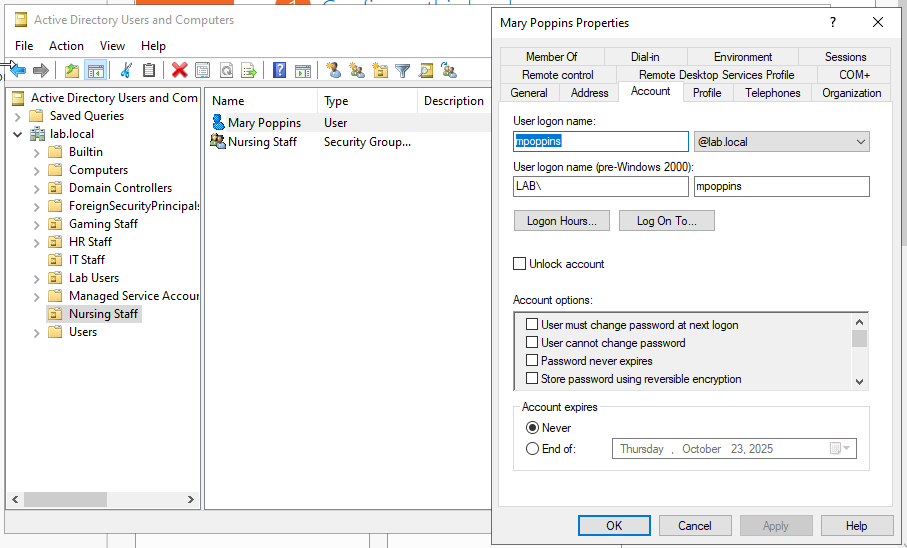 Active Directory Users and Computers
File Action View Help
Active Directory Users and Com
Saved Queries
lab.local
Builtin
Computers
Domain Controllers
ForeignSecurityPrincipals
Gaming Staff
HR Staff
IT Staff
Lab Users
Managed Service Accour
Nursing Staff
Users
Name Type Description
Mary Poppins User
Nursing Staff Security Group...
Mary Poppins Properties
Member Of Dial-in Environment Sessions
Remote control Remote Desktop Services Profile COM+
General Address Account Profile Telephones Organization
User logon name:
mpoppins @lab.local
User logon name (pre-Windows 2000):
LAB\ mpoppins
Logon Hours... Log On To...
Unlock account
Account options:
User must change password at next logon
User cannot change password
Password never expires
Store password using reversible encryption
Account expires
Never
End of: Thursday , October 23, 2025
OK Cancel Apply Help